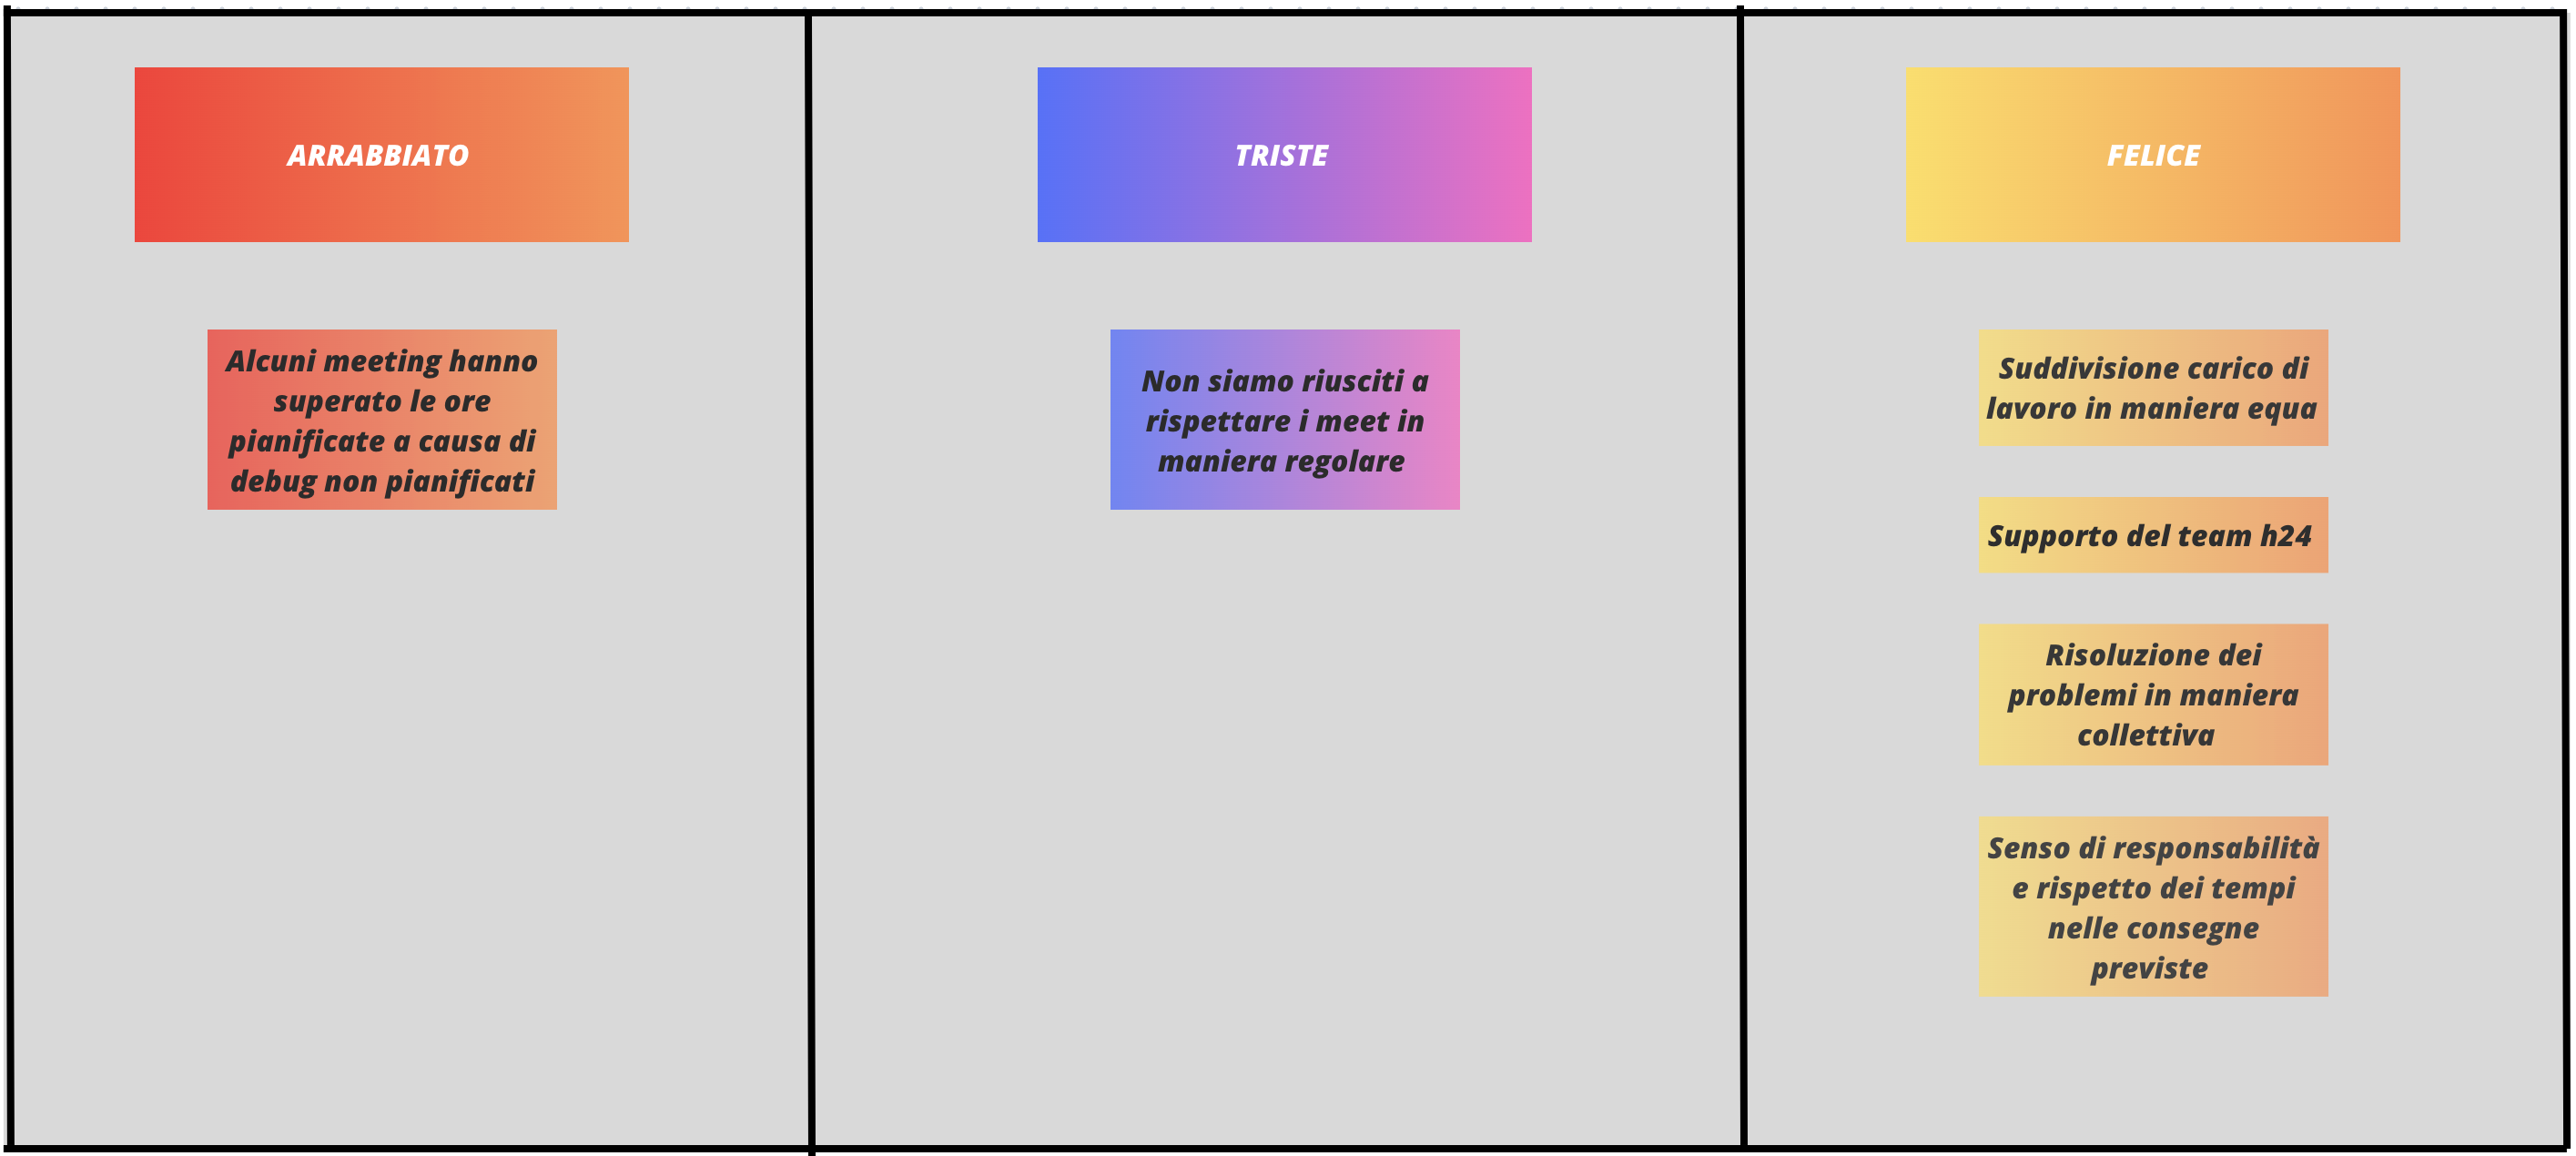 ARRABBIATO
Alcuni meeting hanno
superato le ore
pianificate a causa di
debug non pianificati
TRISTE
Non siamo riusciti a
rispettare i meet in
maniera regolare
FELICE
Suddivisione carico di
lavoro in maniera equa
Supporto del team h24
Risoluzione dei
problemi in maniera
collettiva
Senso di responsabilità
e rispetto dei tempi
nelle consegne
previste